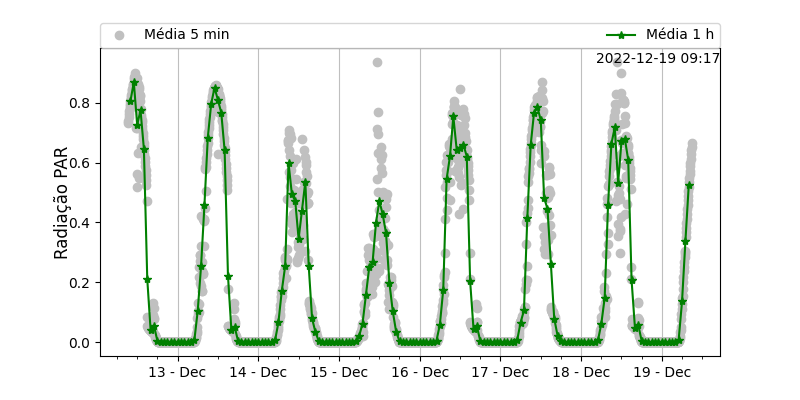 Média 5 min
Média 1 h
2022-12-19 09:17
Radiação PAR
0.8
0.6
0.4
0.2
0.0
13 - Dec
14 - Dec
15 - Dec
16 - Dec
17 - Dec
18 - Dec
19 - Dec